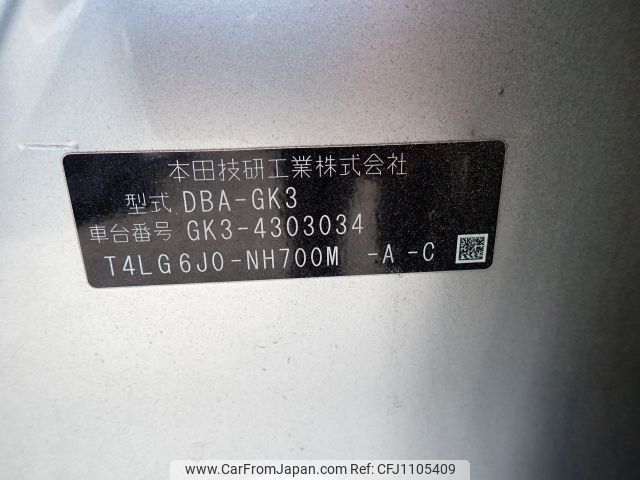 本田技研工業株式会社
型式 DBA-GK3
車台番号 GK3-4303034
T4LG6J0-NH700M -A -C
www.CarFromJapan.com REF:CFJ1105409